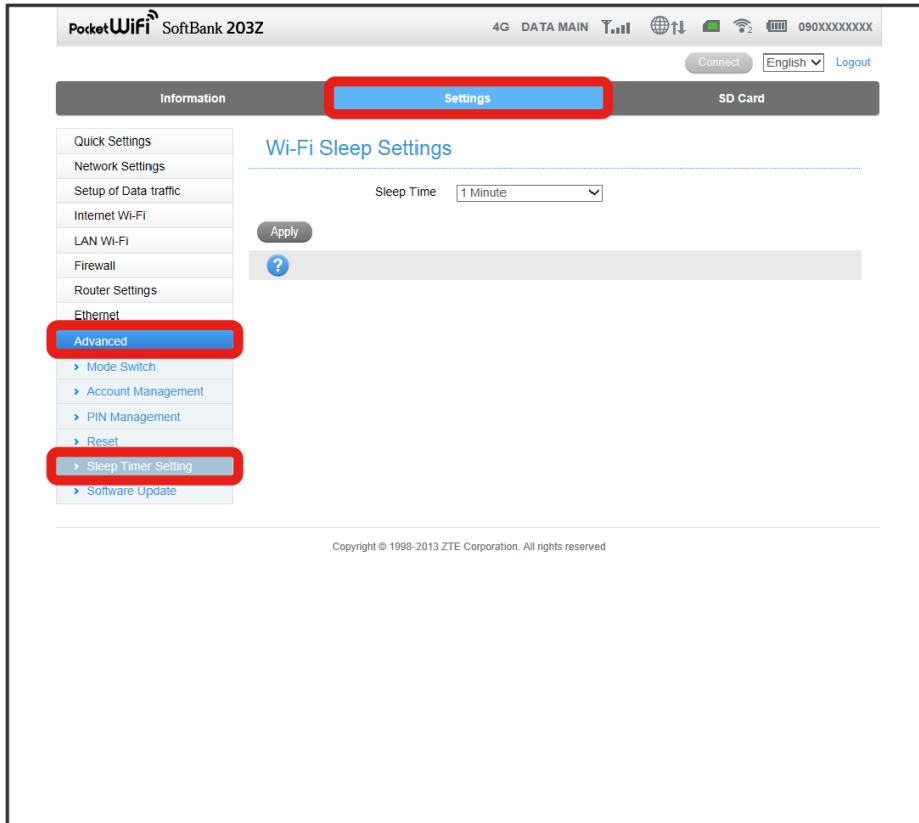 PocketWiFi SoftBank 203Z 4G DATA MAIN 2 090XXXXXXXX
Connect English Logout
Information Settings SD Card
Quick Settings
Network Settings
Setup of Data traffic
Internet Wi-Fi
LAN Wi-Fi
Firewall
Router Settings
Ethernet
Advanced
Mode Switch
Account Management
PIN Management
Reset
Sleep Timer Setting
Software Update
Wi-Fi Sleep Settings
Sleep Time 1 Minute
Apply
?
Copyright © 1998-2013 ZTE Corporation. All rights reserved